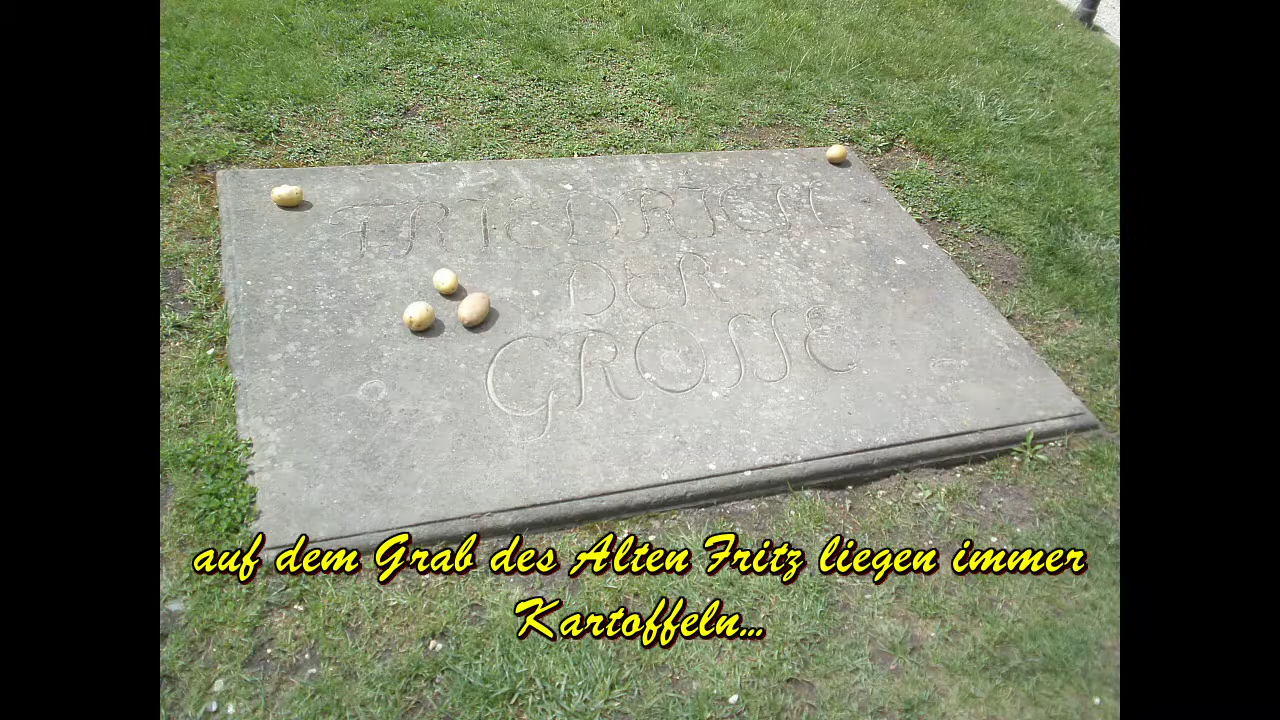 FRIEDRICH
DER
GROSSE
auf dem Grab des Alten Fritz liegen immer
Kartoffeln...